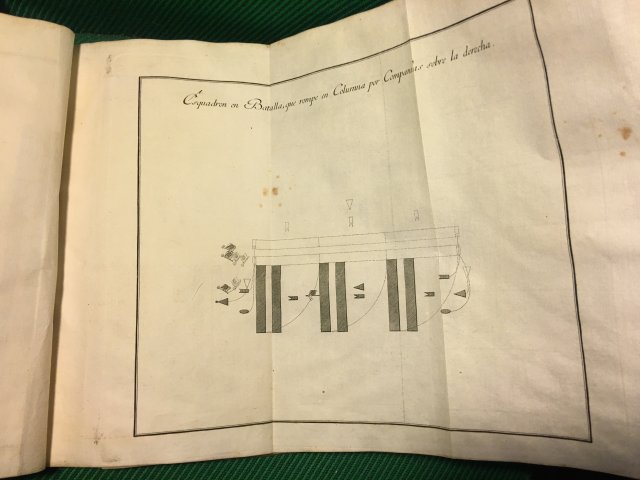 Esquadron en Batalla, que rompe en Columna por Compañias sobre la derecha.